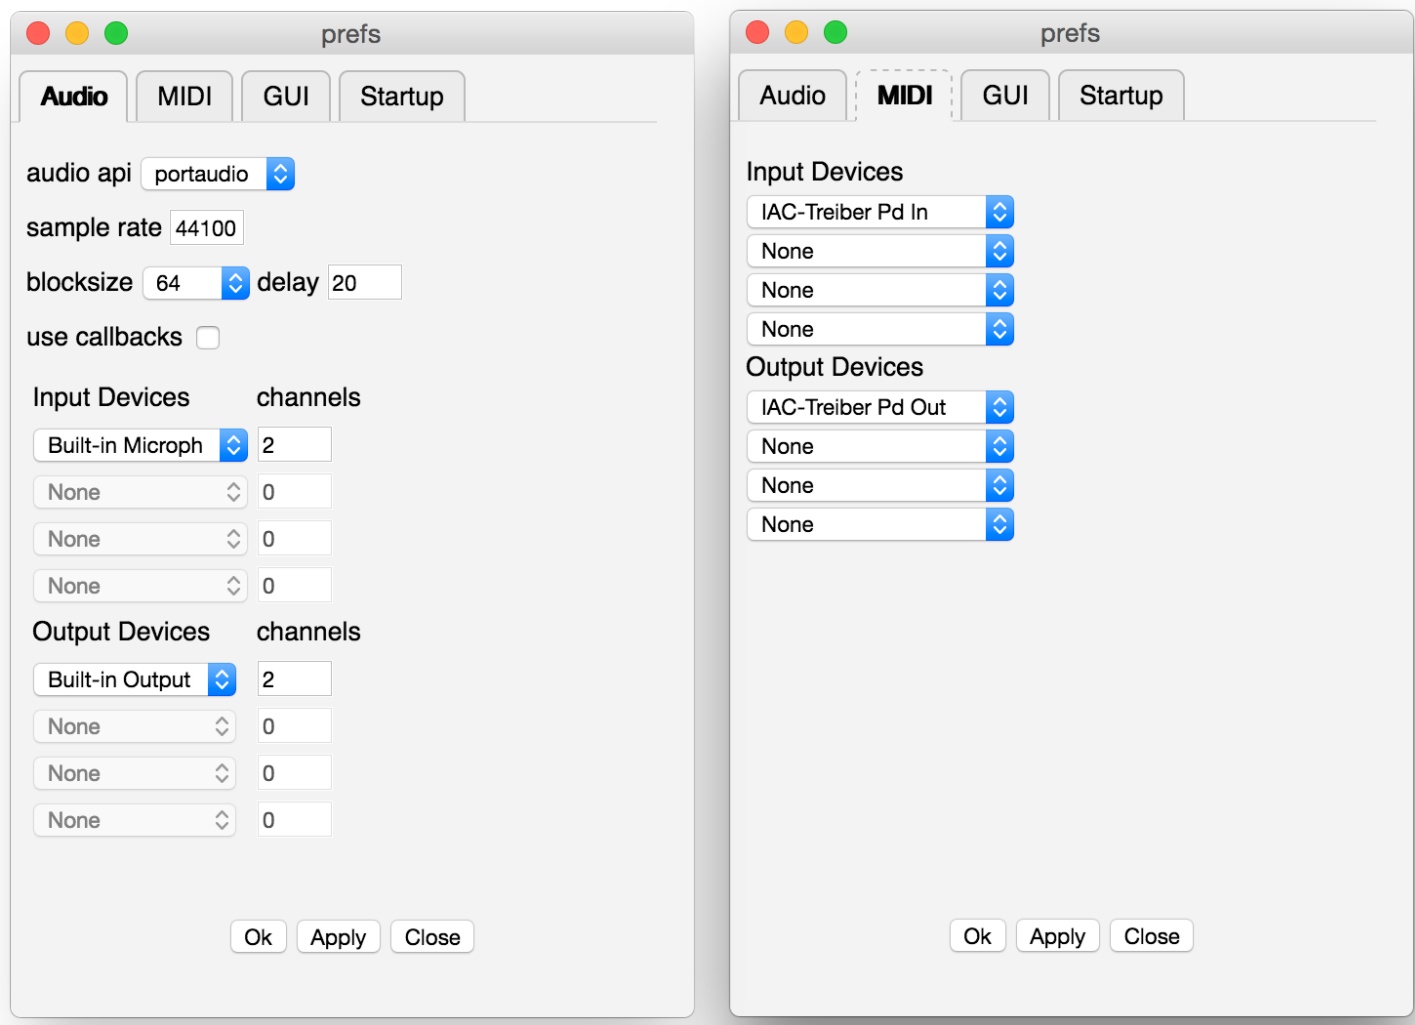 prefs
Audio MIDI GUI Startup
audio api portaudio
sample rate 44100
blocksize 64 delay 20
use callbacks
Input Devices channels
Built-in Microph 2
None 0
None 0
None 0
Output Devices channels
Built-in Output 2
None 0
None 0
None 0
Ok Apply Close
prefs
Audio MIDI GUI Startup
Input Devices
IAC-Treiber Pd In
None
None
None
Output Devices
IAC-Treiber Pd Out
None
None
None
Ok Apply Close